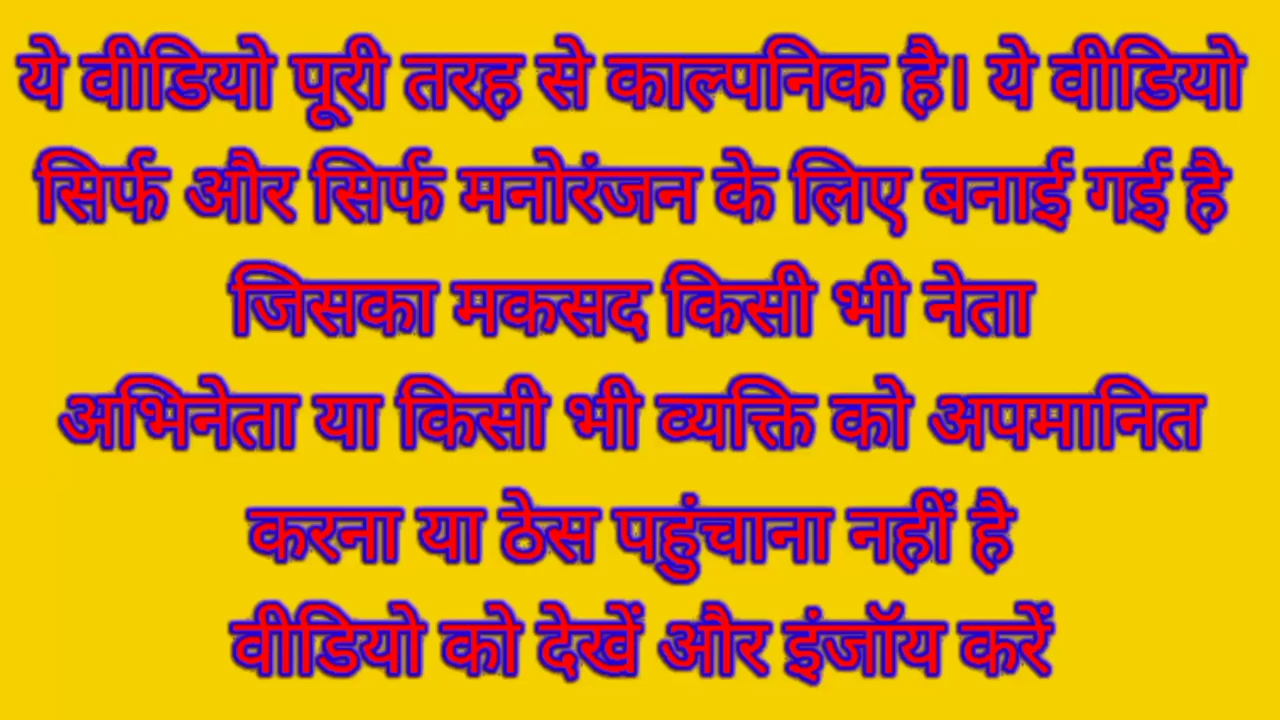 ये वीडियो पूरी तरह से काल्पनिक है। ये वीडियो
सिर्फ और सिर्फ मनोरंजन के लिए बनाई गई है
जिसका मकसद किसी भी नेता
अभिनेता या किसी भी व्यक्ति को अपमानित
करना या ठेस पहुंचाना नहीं है
वीडियो को देखें और इंजॉय करें